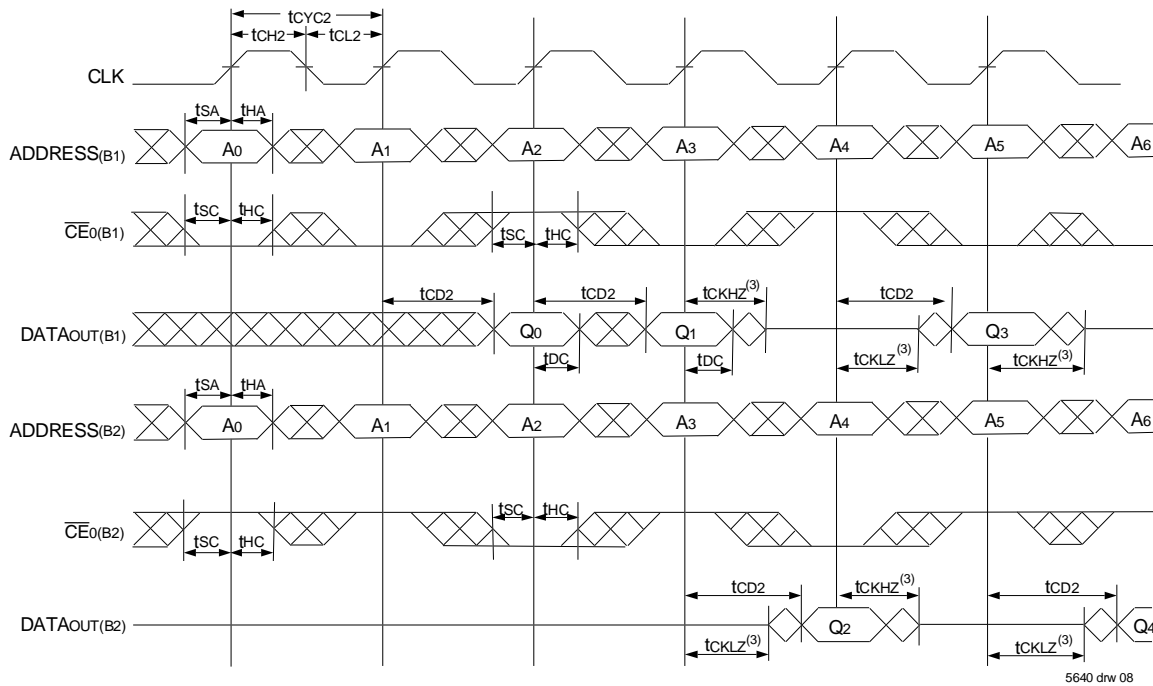 tCYC2
tCH2 tCL2
CLK
tSA tHA
ADDRESS(B1) A0 A1 A2 A3 A4 A5 A6
tSC tHC
CE0(B1)
tSC tHC
tCD2 tCD2 tCKHZ(3) tCD2
DATAOUT(B1) Q0 Q1 Q3
tDC tDC tCKLZ(3) tCKHZ(3)
tSA tHA
ADDRESS(B2) A0 A1 A2 A3 A4 A5 A6
tSC tHC
CE0(B2)
tSC tHC
tCD2 tCKHZ(3) tCD2
DATAOUT(B2) Q2 Q4
tCKLZ(3) tCKLZ(3)
5640 drw 08